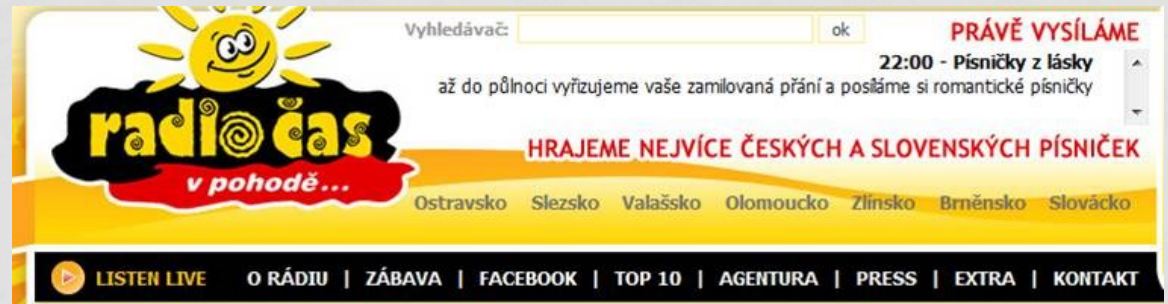 Vyhledávač: ok PRÁVĚ VYSÍLÁME
22:00 - Písničky z lásky
až do půlnoci vyřizujeme vaše zamilovaná přání a posíláme si romantické písničky
radio čas
v pohodě...
HRAJEME NEJVÍCE ČESKÝCH A SLOVENSKÝCH PÍSNIČEK
Ostravsko Slezsko Valašsko Olomoucko Zlínsko Brněnsko Slovácko
LISTEN LIVE O RÁDIU | ZÁBAVA | FACEBOOK | TOP 10 | AGENTURA | PRESS | EXTRA | KONTAKT